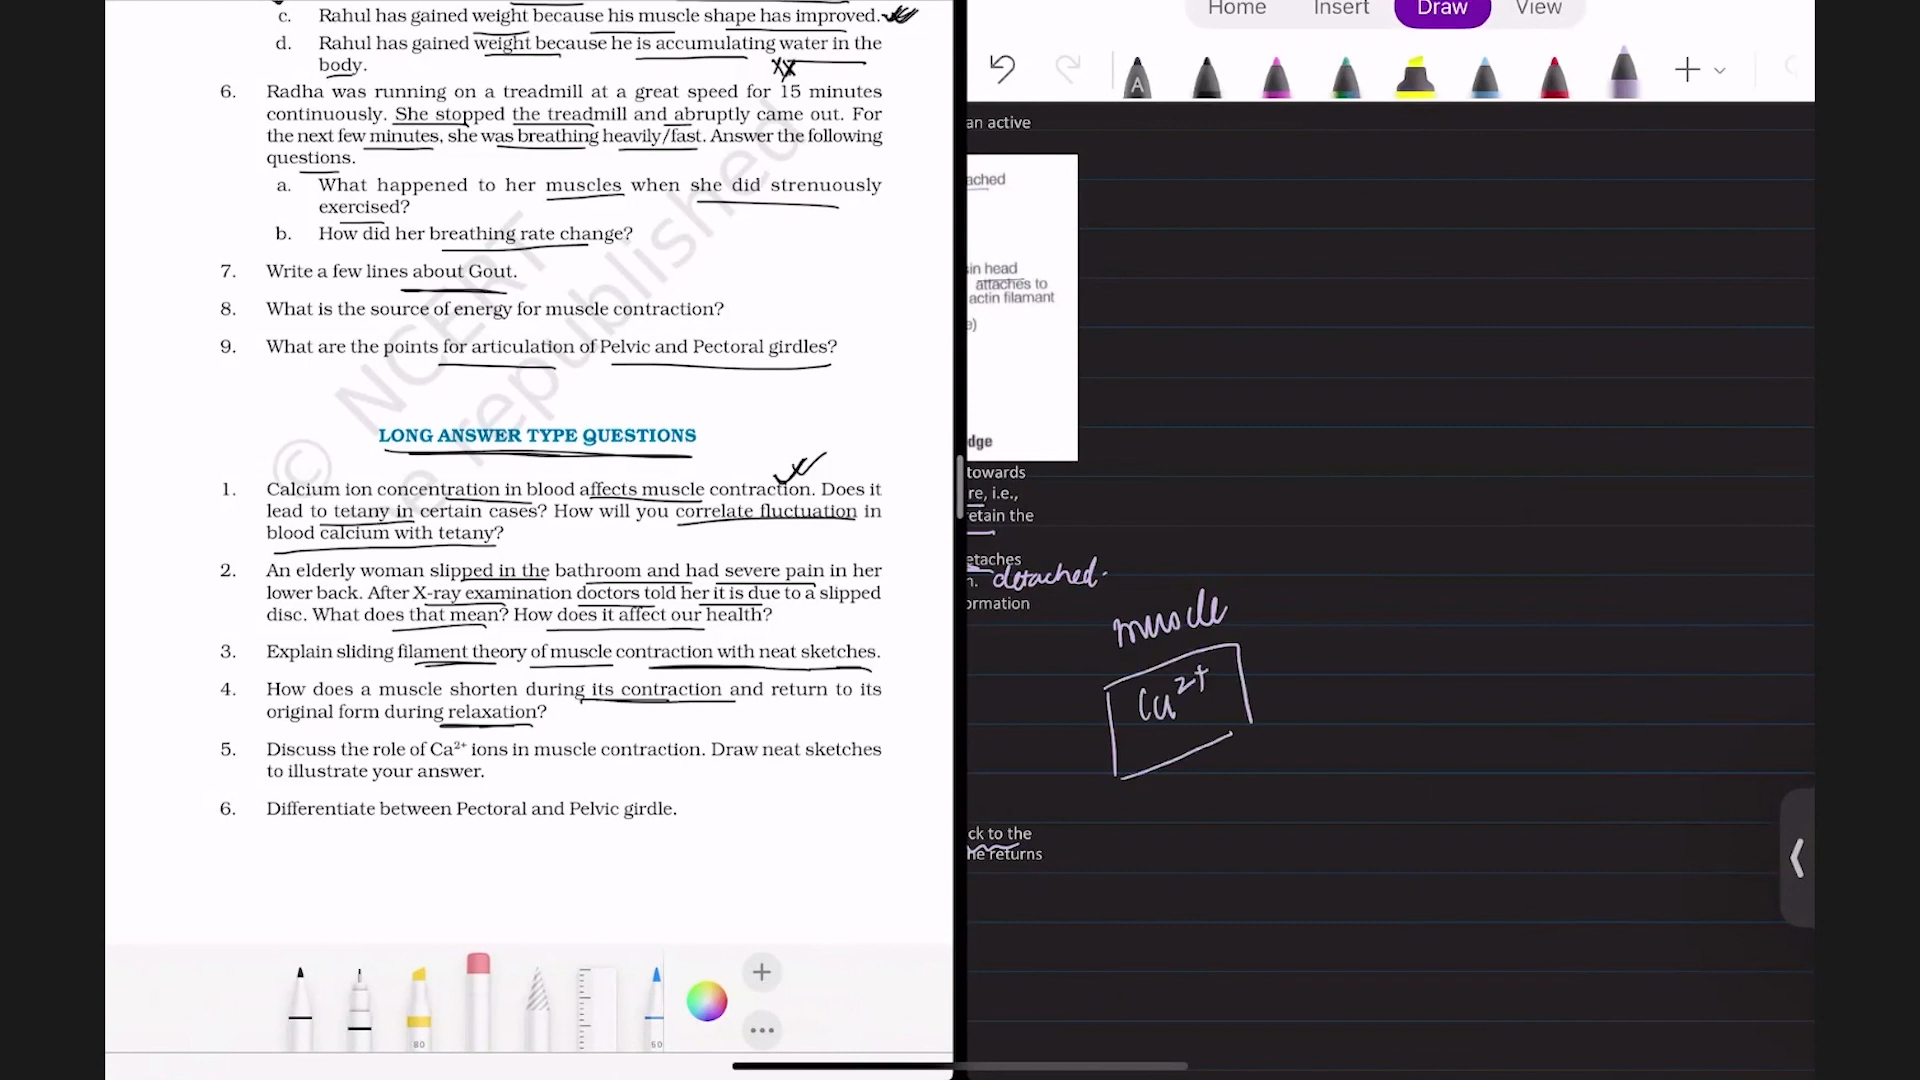 c. Rahul has gained weight because his muscle shape has improved.
d. Rahul has gained weight because he is accumulating water in the
body.
6. Radha was running on a treadmill at a great speed for 15 minutes
continuously. She stopped the treadmill and abruptly came out. For
the next few minutes, she was breathing heavily/fast. Answer the following
questions.
a. What happened to her muscles when she did strenuously
exercised?
b. How did her breathing rate change?
7. Write a few lines about Gout.
8. What is the source of energy for muscle contraction?
9. What are the points for articulation of Pelvic and Pectoral girdles?
LONG ANSWER TYPE QUESTIONS
1. Calcium ion concentration in blood affects muscle contraction. Does it
lead to tetany in certain cases? How will you correlate fluctuation in
blood calcium with tetany?
2. An elderly woman slipped in the bathroom and had severe pain in her
lower back. After X-ray examination doctors told her it is due to a slipped
disc. What does that mean? How does it affect our health?
3. Explain sliding filament theory of muscle contraction with neat sketches.
4. How does a muscle shorten during its contraction and return to its
original form during relaxation?
5. Discuss the role of Ca²⁺ ions in muscle contraction. Draw neat sketches
to illustrate your answer.
6. Differentiate between Pectoral and Pelvic girdle.
© NCERT
e republished
80
50
Home Insert Draw View
A
an active
ached
in head
attaches to
actin filamant
e)
dge
towards
re, i.e.,
etain the
etaches
n. detached.
ormation
muscle
Ca²⁺
ck to the
he returns